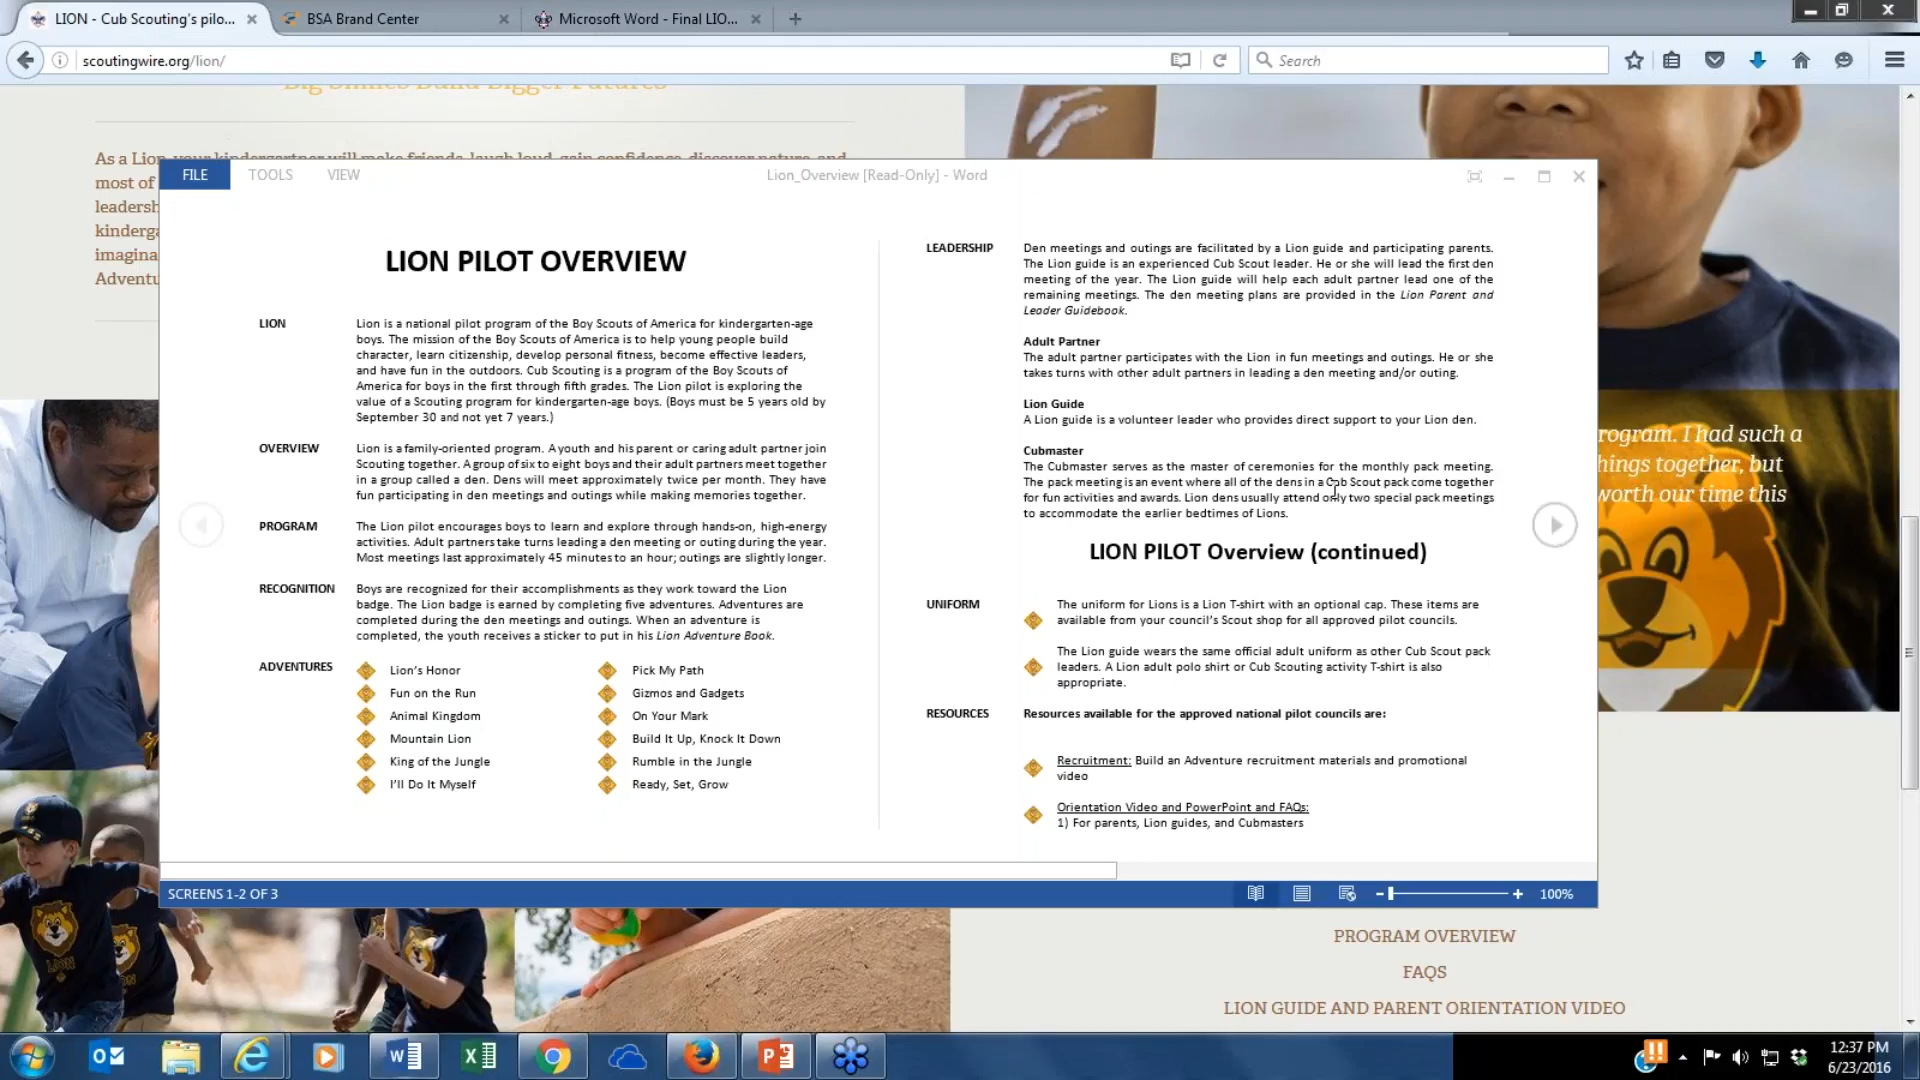 LION - Cub Scouting's pilo...
BSA Brand Center
Microsoft Word - Final LIO...
scoutingwire.org/lion/
Search
Big Smiles Build Bigger Futures
As a Lion, your kindergartner will make friends, laugh loud, gain confidence, discover nature, and
most of
leadersh
kinderga
imagina
Adventu
FILE
TOOLS
VIEW
Lion_Overview [Read-Only] - Word
LION PILOT OVERVIEW
LION
Lion is a national pilot program of the Boy Scouts of America for kindergarten-age
boys. The mission of the Boy Scouts of America is to help young people build
character, learn citizenship, develop personal fitness, become effective leaders,
and have fun in the outdoors. Cub Scouting is a program of the Boy Scouts of
America for boys in the first through fifth grades. The Lion pilot is exploring the
value of a Scouting program for kindergarten-age boys. (Boys must be 5 years old by
September 30 and not yet 7 years.)
OVERVIEW
Lion is a family-oriented program. A youth and his parent or caring adult partner join
Scouting together. A group of six to eight boys and their adult partners meet together
in a group called a den. Dens will meet approximately twice per month. They have
fun participating in den meetings and outings while making memories together.
PROGRAM
The Lion pilot encourages boys to learn and explore through hands-on, high-energy
activities. Adult partners take turns leading a den meeting or outing during the year.
Most meetings last approximately 45 minutes to an hour; outings are slightly longer.
RECOGNITION
Boys are recognized for their accomplishments as they work toward the Lion
badge. The Lion badge is earned by completing five adventures. Adventures are
completed during the den meetings and outings. When an adventure is
completed, the youth receives a sticker to put in his Lion Adventure Book.
ADVENTURES
Lion's Honor
Fun on the Run
Animal Kingdom
Mountain Lion
King of the Jungle
I'll Do It Myself
Pick My Path
Gizmos and Gadgets
On Your Mark
Build It Up, Knock It Down
Rumble in the Jungle
Ready, Set, Grow
LEADERSHIP
Den meetings and outings are facilitated by a Lion guide and participating parents.
The Lion guide is an experienced Cub Scout leader. He or she will lead the first den
meeting of the year. The Lion guide will help each adult partner lead one of the
remaining meetings. The den meeting plans are provided in the Lion Parent and
Leader Guidebook.
Adult Partner
The adult partner participates with the Lion in fun meetings and outings. He or she
takes turns with other adult partners in leading a den meeting and/or outing.
Lion Guide
A Lion guide is a volunteer leader who provides direct support to your Lion den.
Cubmaster
The Cubmaster serves as the master of ceremonies for the monthly pack meeting.
The pack meeting is an event where all of the dens in a Cub Scout pack come together
for fun activities and awards. Lion dens usually attend only two special pack meetings
to accommodate the earlier bedtimes of Lions.
LION PILOT Overview (continued)
UNIFORM
The uniform for Lions is a Lion T-shirt with an optional cap. These items are
available from your council's Scout shop for all approved pilot councils.
The Lion guide wears the same official adult uniform as other Cub Scout pack
leaders. A Lion adult polo shirt or Cub Scouting activity T-shirt is also
appropriate.
RESOURCES
Resources available for the approved national pilot councils are:
Recruitment: Build an Adventure recruitment materials and promotional
video
Orientation Video and PowerPoint and FAQs:
1) For parents, Lion guides, and Cubmasters
SCREENS 1-2 OF 3
100%
rogram. I had such a
hings together, but
worth our time this
LION
PROGRAM OVERVIEW
FAQS
LION GUIDE AND PARENT ORIENTATION VIDEO
12:37 PM
6/23/2016